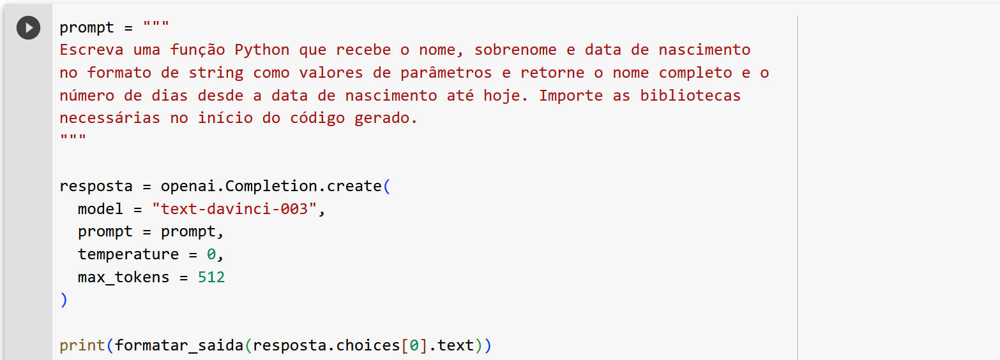 prompt = """
Escreva uma função Python que recebe o nome, sobrenome e data de nascimento
no formato de string como valores de parâmetros e retorne o nome completo e o
número de dias desde a data de nascimento até hoje. Importe as bibliotecas
necessárias no início do código gerado.
"""

resposta = openai.Completion.create(
  model = "text-davinci-003",
  prompt = prompt,
  temperature = 0,
  max_tokens = 512
)

print(formatar_saida(resposta.choices[0].text))